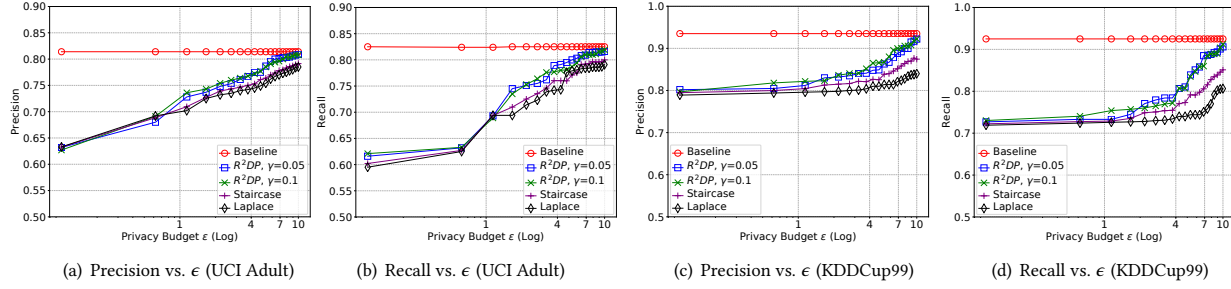 0.90
0.85
0.80
0.75
0.70
0.65
0.60
0.55
0.50
Precision
1
4
7
10
Privacy Budget ε (Log)
Baseline
R²DP, γ=0.05
R²DP, γ=0.1
Staircase
Laplace
(a) Precision vs. ϵ (UCI Adult)
0.90
0.85
0.80
0.75
0.70
0.65
0.60
0.55
0.50
Recall
1
4
7
10
Privacy Budget ε (Log)
Baseline
R²DP, γ=0.05
R²DP, γ=0.1
Staircase
Laplace
(b) Recall vs. ϵ (UCI Adult)
1.0
0.9
0.8
0.7
0.6
0.5
Precision
1
4
7
10
Privacy Budget ε (Log)
Baseline
R²DP, γ=0.05
R²DP, γ=0.1
Staircase
Laplace
(c) Precision vs. ϵ (KDDCup99)
1.0
0.9
0.8
0.7
0.6
0.5
Recall
1
4
7
10
Privacy Budget ε (Log)
Baseline
R²DP, γ=0.05
R²DP, γ=0.1
Staircase
Laplace
(d) Recall vs. ϵ (KDDCup99)